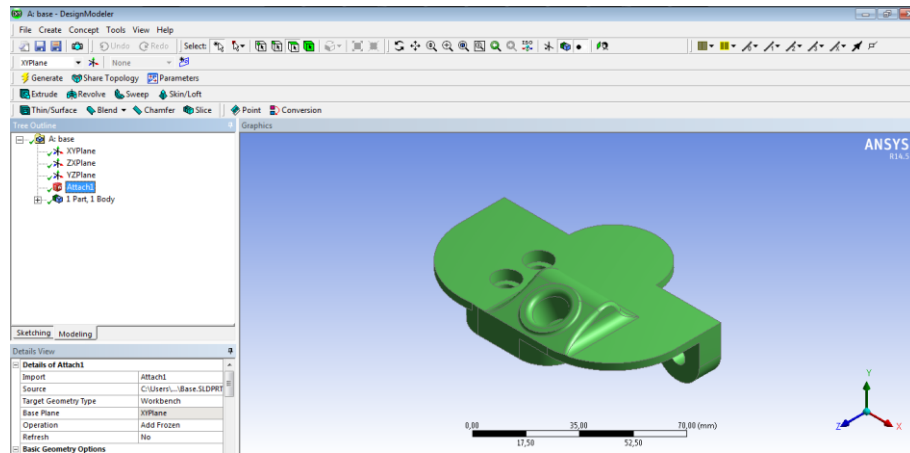 A: base - DesignModeler
File Create Concept Tools View Help
Undo Redo Select:
XYPlane None
Generate Share Topology Parameters
Extrude Revolve Sweep Skin/Loft
Thin/Surface Blend Chamfer Slice Point Conversion
Tree Outline Graphics
A: base
XYPlane
ZXPlane
YZPlane
Attach1
1 Part, 1 Body
ANSYS
R14.5
Sketching Modeling
Details View
Details of Attach1
Import Attach1
Source C:\Users\...\Base.SLDPRT
Target Geometry Type Workbench
Base Plane XYPlane
Operation Add Frozen
Refresh No
Basic Geometry Options
0,00 35,00 70,00 (mm)
17,50 52,50
Y
Z X